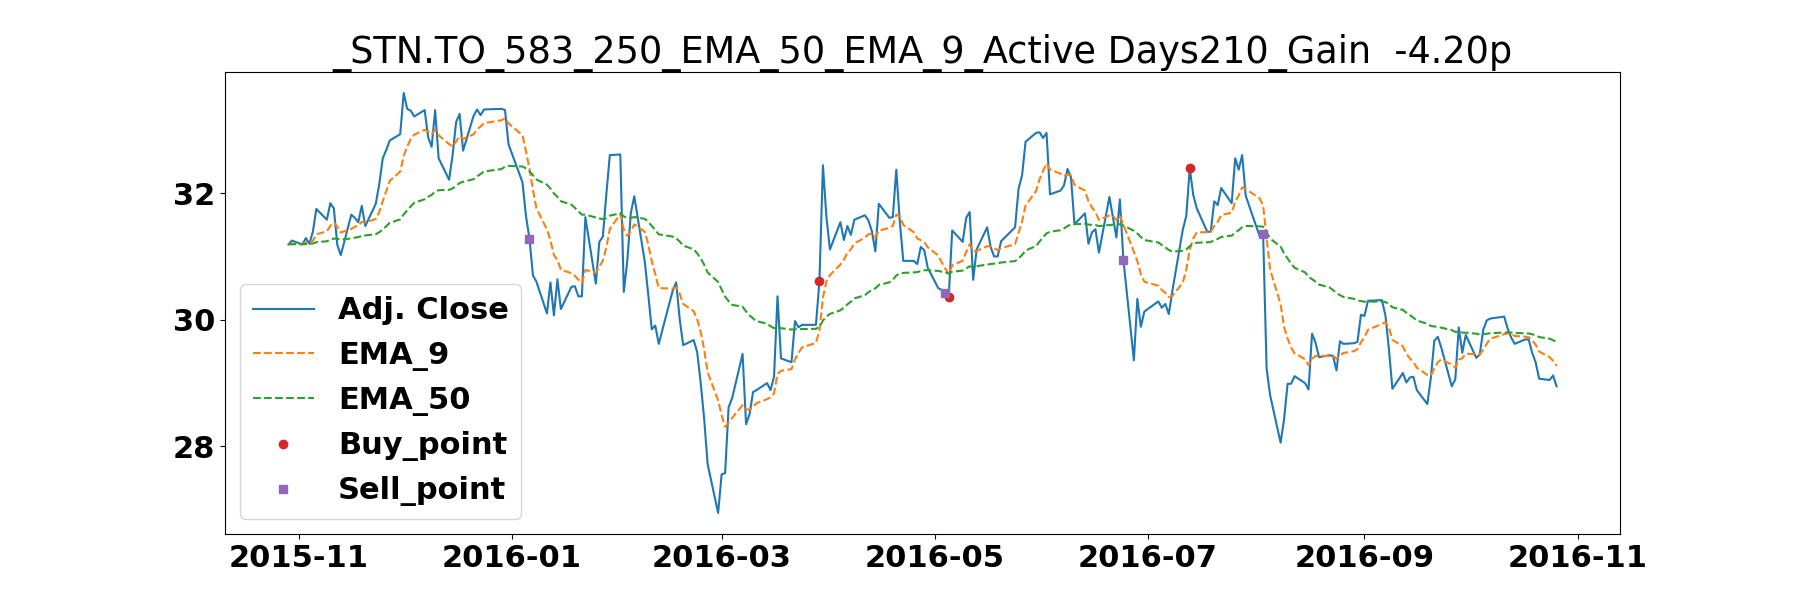 _STN.TO_583_250_EMA_50_EMA_9_Active Days210_Gain  -4.20p
32
30
28
Adj. Close
EMA_9
EMA_50
Buy_point
Sell_point
2015-11 2016-01 2016-03 2016-05 2016-07 2016-09 2016-11